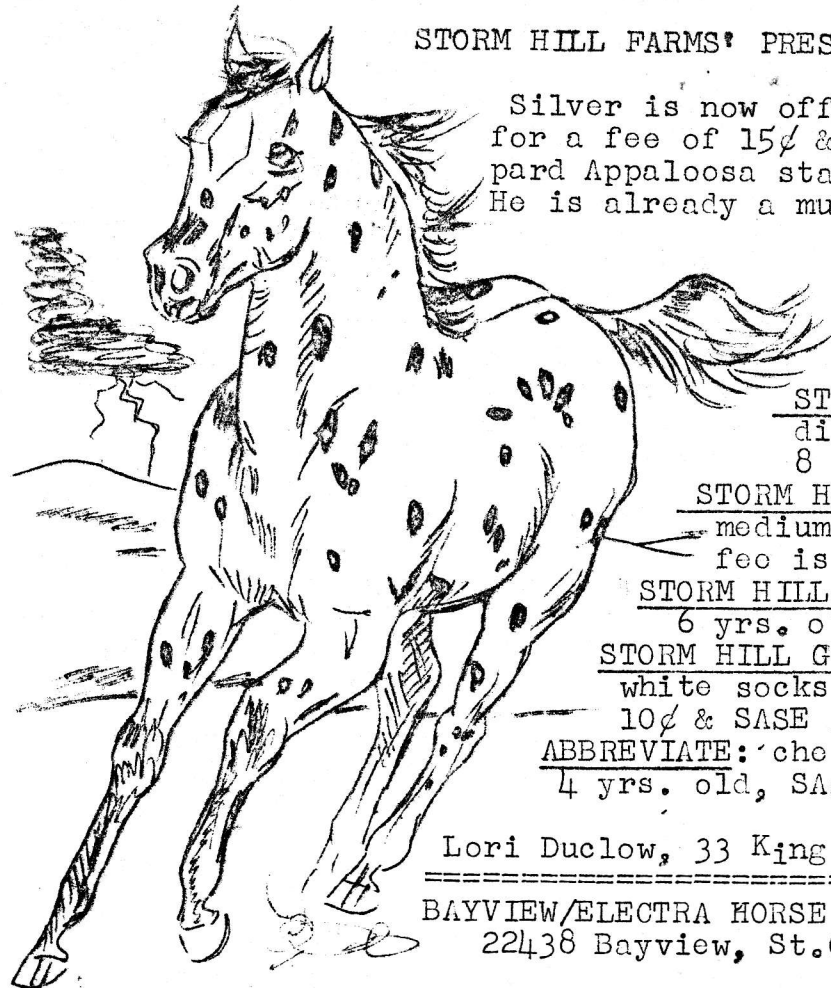 STORM HILL FARMS' PRES
Silver is now off
for a fee of 15¢ &
pard Appaloosa sta
He is already a mu
ST
di
8
STORM H
medium
fee is
STORM HILL
6 yrs. o
STORM HILL G
white socks
10¢ & SASE
ABBREVIATE: che
4 yrs. old, SA
Lori Duclow, 33 King
BAYVIEW/ELECTRA HORSE
22438 Bayview, St.